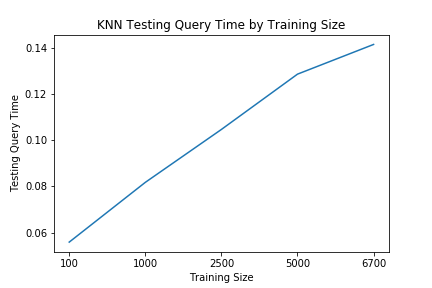 KNN Testing Query Time by Training Size
0.14
0.12
0.10
0.08
0.06
Testing Query Time
100 1000 2500 5000 6700
Training Size